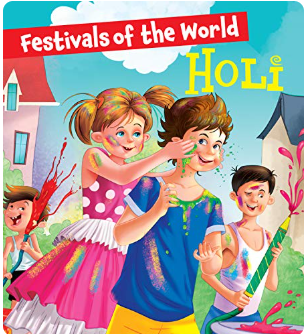 Festivals of the World
HOLi